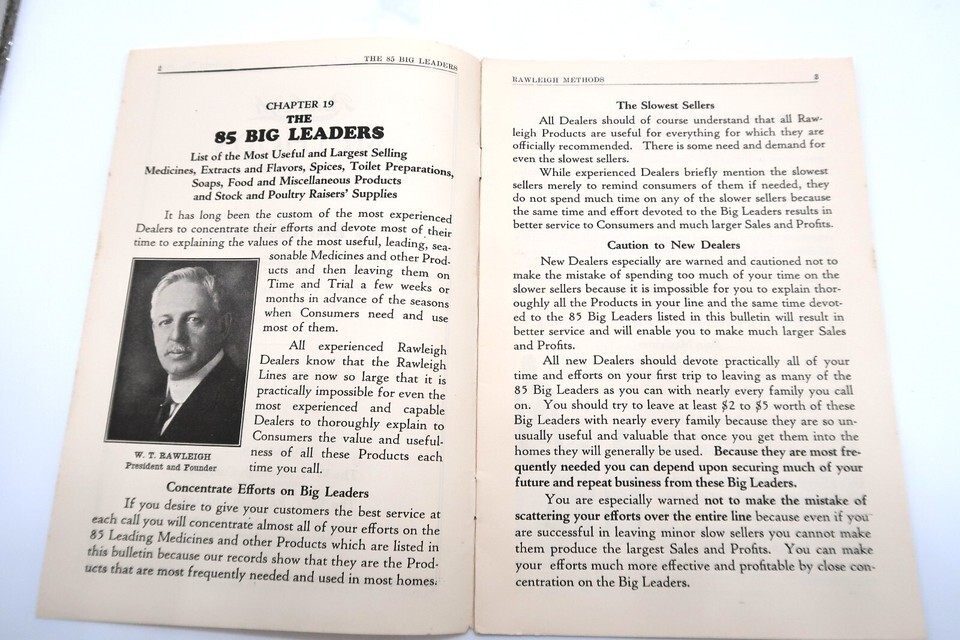 2
THE 85 BIG LEADERS
CHAPTER 19
THE
85 BIG LEADERS
List of the Most Useful and Largest Selling
Medicines, Extracts and Flavors, Spices, Toilet Preparations,
Soaps, Food and Miscellaneous Products
and Stock and Poultry Raisers' Supplies
It has long been the custom of the most experienced
Dealers to concentrate their efforts and devote most of their
time to explaining the values of the most useful, leading, sea-
sonable Medicines and other Prod-
ucts and then leaving them on
Time and Trial a few weeks or
months in advance of the seasons
when Consumers need and use
most of them.
All experienced Rawleigh
Dealers know that the Rawleigh
Lines are now so large that it is
practically impossible for even the
most experienced and capable
Dealers to thoroughly explain to
Consumers the value and useful-
ness of all these Products each
time you call.
W. T. RAWLEIGH
President and Founder
Concentrate Efforts on Big Leaders
If you desire to give your customers the best service at
each call you will concentrate almost all of your efforts on the
85 Leading Medicines and other Products which are listed in
this bulletin because our records show that they are the Prod-
ucts that are most frequently needed and used in most homes.
RAWLEIGH METHODS
3
The Slowest Sellers
All Dealers should of course understand that all Raw-
leigh Products are useful for everything for which they are
officially recommended. There is some need and demand for
even the slowest sellers.
While experienced Dealers briefly mention the slowest
sellers merely to remind consumers of them if needed, they
do not spend much time on any of the slower sellers because
the same time and effort devoted to the Big Leaders results in
better service to Consumers and much larger Sales and Profits.
Caution to New Dealers
New Dealers especially are warned and cautioned not to
make the mistake of spending too much of your time on the
slower sellers because it is impossible for you to explain thor-
oughly all the Products in your line and the same time devot-
ed to the 85 Big Leaders listed in this bulletin will result in
better service and will enable you to make much larger Sales
and Profits.
All new Dealers should devote practically all of your
time and efforts on your first trip to leaving as many of the
85 Big Leaders as you can with nearly every family you call
on. You should try to leave at least $2 to $5 worth of these
Big Leaders with nearly every family because they are so un-
usually useful and valuable that once you get them into the
homes they will generally be used. Because they are most fre-
quently needed you can depend upon securing much of your
future and repeat business from these Big Leaders.
You are especially warned not to make the mistake of
scattering your efforts over the entire line because even if you
are successful in leaving minor slow sellers you cannot make
them produce the largest Sales and Profits. You can make
your efforts much more effective and profitable by close con-
centration on the Big Leaders.